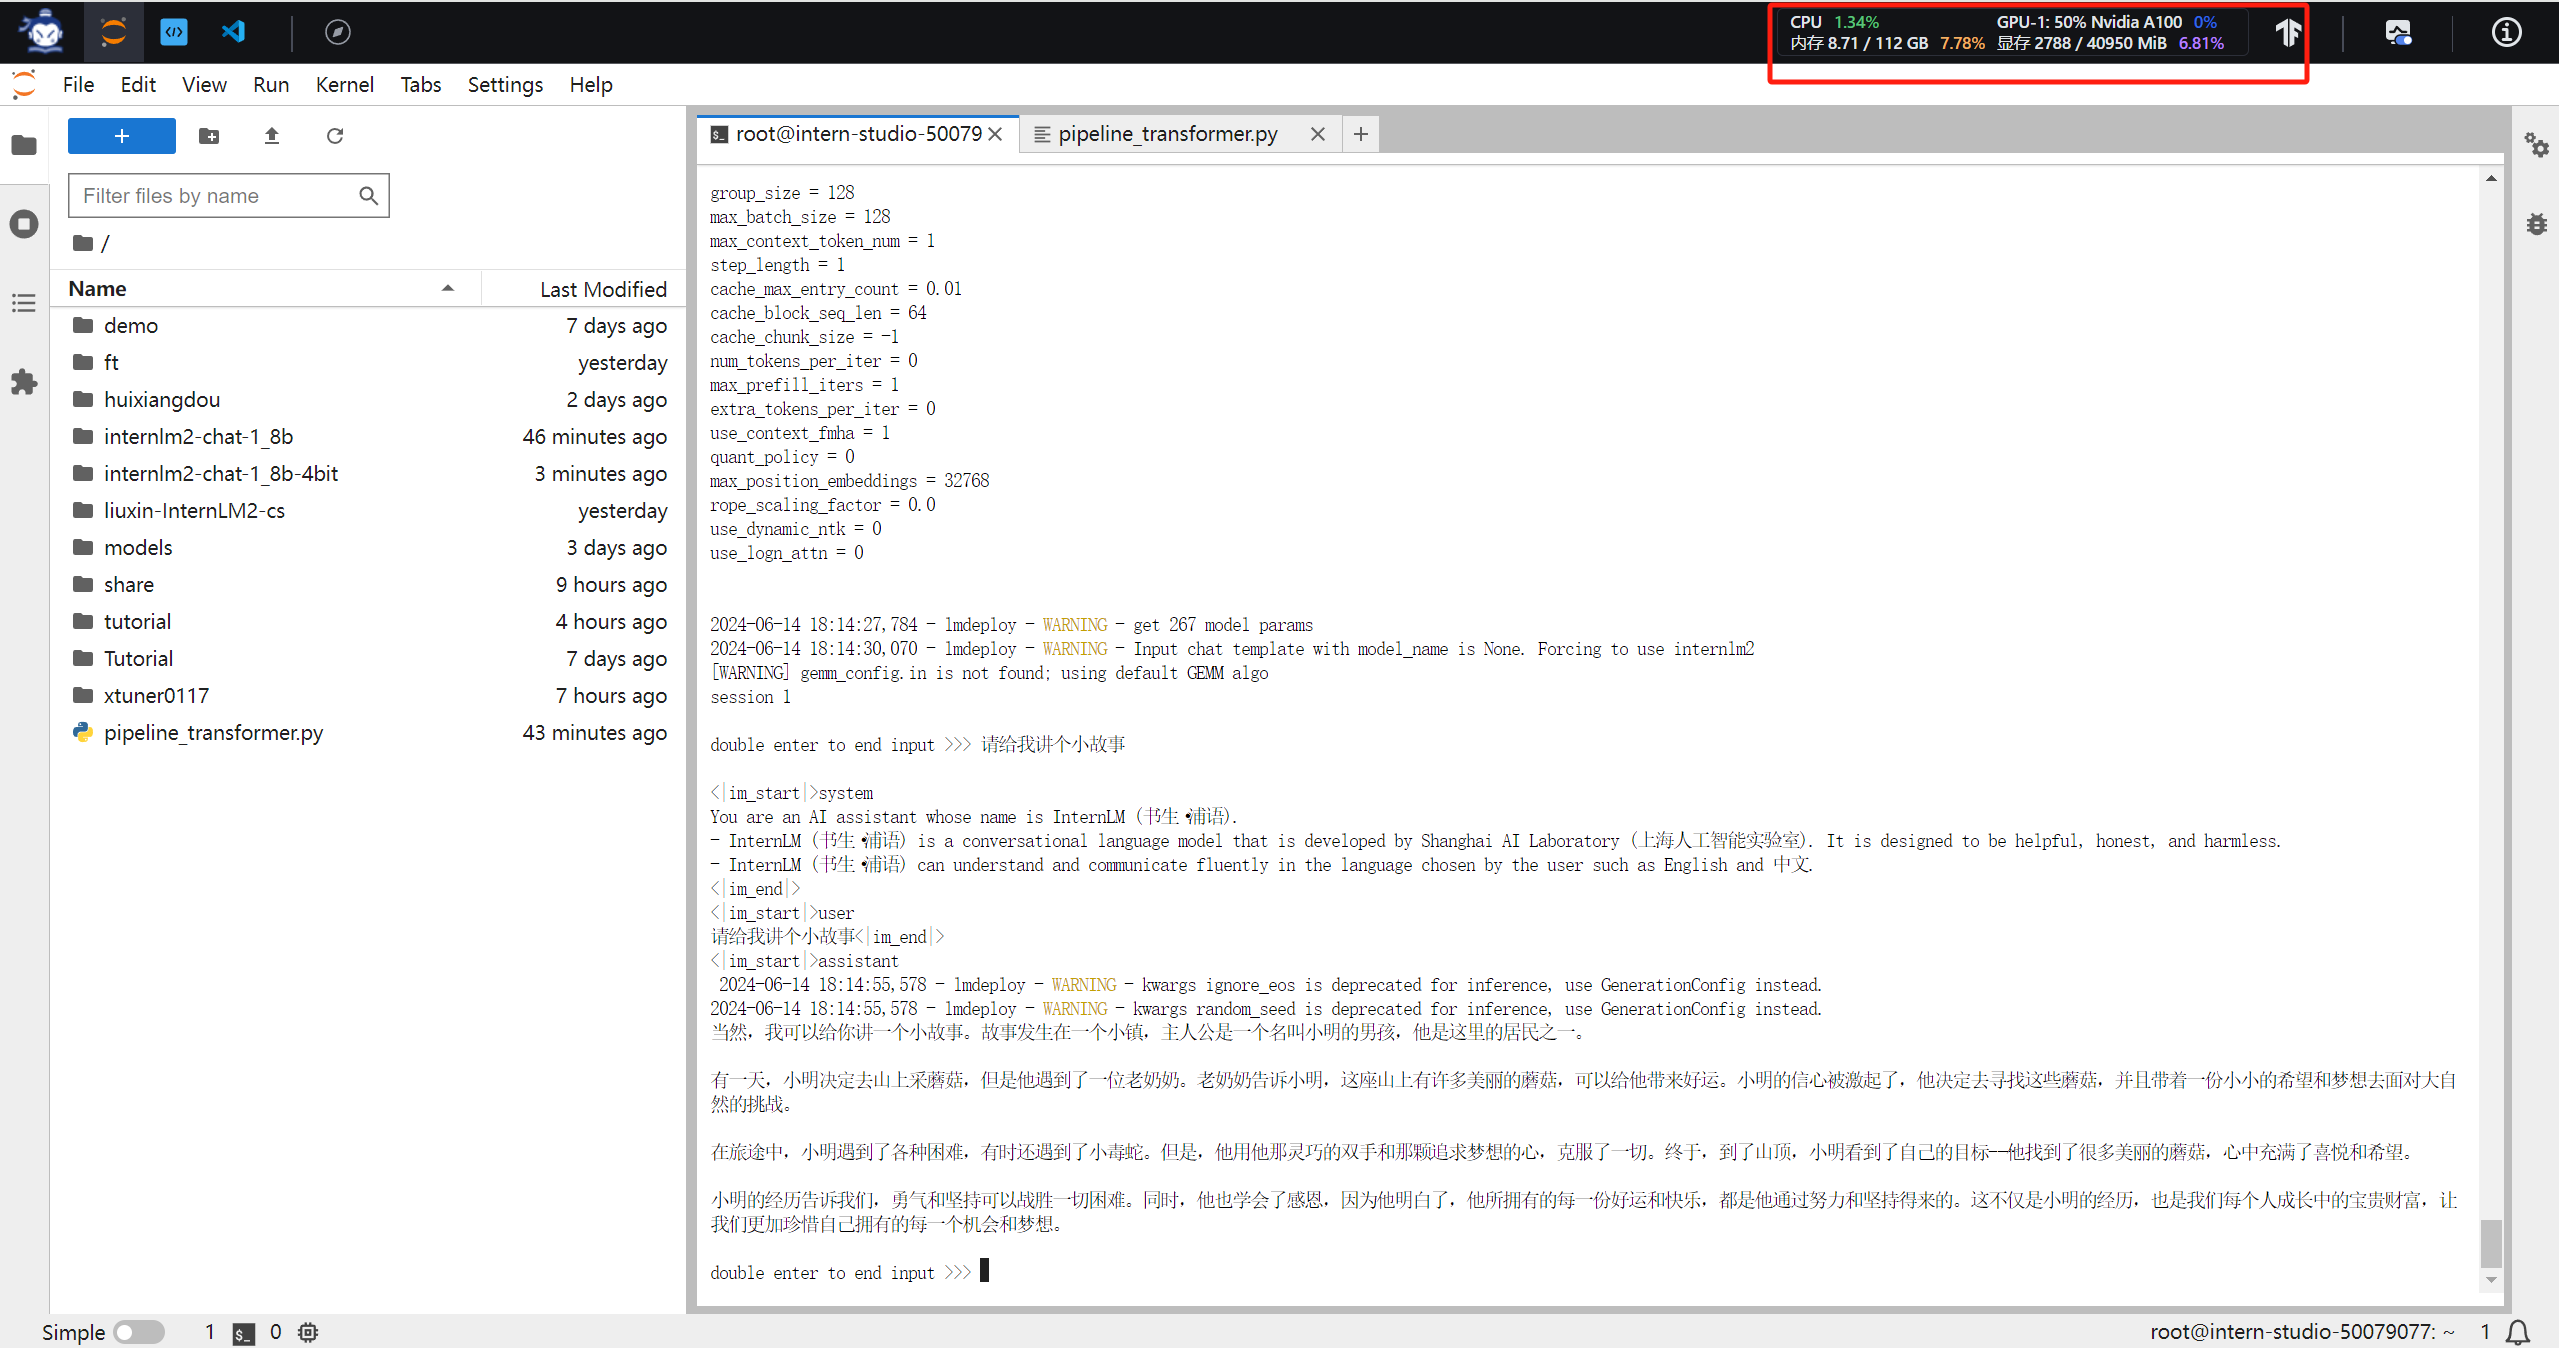 CPU 1.34% GPU-1: 50% Nvidia A100 0%
内存 8.71 / 112 GB 7.78% 显存 2788 / 40950 MiB 6.81%
File Edit View Run Kernel Tabs Settings Help
root@intern-studio-50079 pipeline_transformer.py
Filter files by name
/
Name Last Modified
demo 7 days ago
ft yesterday
huixiangdou 2 days ago
internlm2-chat-1_8b 46 minutes ago
internlm2-chat-1_8b-4bit 3 minutes ago
liuxin-InternLM2-cs yesterday
models 3 days ago
share 9 hours ago
tutorial 4 hours ago
Tutorial 7 days ago
xtuner0117 7 hours ago
pipeline_transformer.py 43 minutes ago
group_size = 128
max_batch_size = 128
max_context_token_num = 1
step_length = 1
cache_max_entry_count = 0.01
cache_block_seq_len = 64
cache_chunk_size = -1
num_tokens_per_iter = 0
max_prefill_iters = 1
extra_tokens_per_iter = 0
use_context_fmha = 1
quant_policy = 0
max_position_embeddings = 32768
rope_scaling_factor = 0.0
use_dynamic_ntk = 0
use_logn_attn = 0
2024-06-14 18:14:27,784 - lmdeploy - WARNING - get 267 model params
2024-06-14 18:14:30,070 - lmdeploy - WARNING - Input chat template with model_name is None. Forcing to use internlm2
[WARNING] gemm_config.in is not found; using default GEMM algo
session 1
double enter to end input >>> 请给我讲个小故事
<|im_start|>system
You are an AI assistant whose name is InternLM (书生·浦语).
- InternLM (书生·浦语) is a conversational language model that is developed by Shanghai AI Laboratory (上海人工智能实验室). It is designed to be helpful, honest, and harmless.
- InternLM (书生·浦语) can understand and communicate fluently in the language chosen by the user such as English and 中文.
<|im_end|>
<|im_start|>user
请给我讲个小故事<|im_end|>
<|im_start|>assistant
2024-06-14 18:14:55,578 - lmdeploy - WARNING - kwargs ignore_eos is deprecated for inference, use GenerationConfig instead.
2024-06-14 18:14:55,578 - lmdeploy - WARNING - kwargs random_seed is deprecated for inference, use GenerationConfig instead.
当然，我可以给你讲一个小故事。故事发生在一个小镇，主人公是一个名叫小明的男孩，他是这里的居民之一。
有一天，小明决定去山上采蘑菇，但是他遇到了一位老奶奶。老奶奶告诉小明，这座山上有许多美丽的蘑菇，可以给他带来好运。小明的信心被激起了，他决定去寻找这些蘑菇，并且带着一份小小的希望和梦想去面对大自
然的挑战。
在旅途中，小明遇到了各种困难，有时还遇到了小毒蛇。但是，他用他那灵巧的双手和那颗追求梦想的心，克服了一切。终于，到了山顶，小明看到了自己的目标——他找到了很多美丽的蘑菇，心中充满了喜悦和希望。
小明的经历告诉我们，勇气和坚持可以战胜一切困难。同时，他也学会了感恩，因为他明白了，他所拥有的每一份好运和快乐，都是他通过努力和坚持得来的。这不仅是小明的经历，也是我们每个人成长中的宝贵财富，让
我们更加珍惜自己拥有的每一个机会和梦想。
double enter to end input >>>
Simple 1 $_ 0 root@intern-studio-50079077: ~ 1